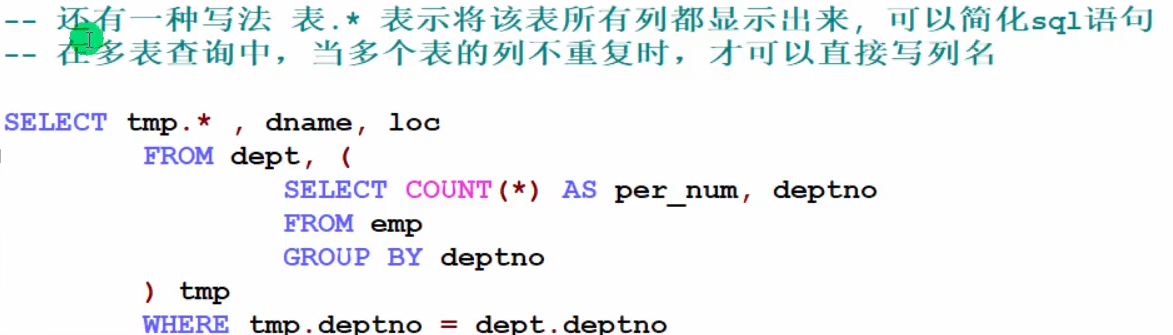 -- 还有一种写法 表.* 表示将该表所有列都显示出来, 可以简化sql语句
-- 在多表查询中，当多个表的列不重复时，才可以直接写列名
SELECT tmp.* , dname, loc
FROM dept, (
SELECT COUNT(*) AS per_num, deptno
FROM emp
GROUP BY deptno
) tmp
WHERE tmp.deptno = dept.deptno